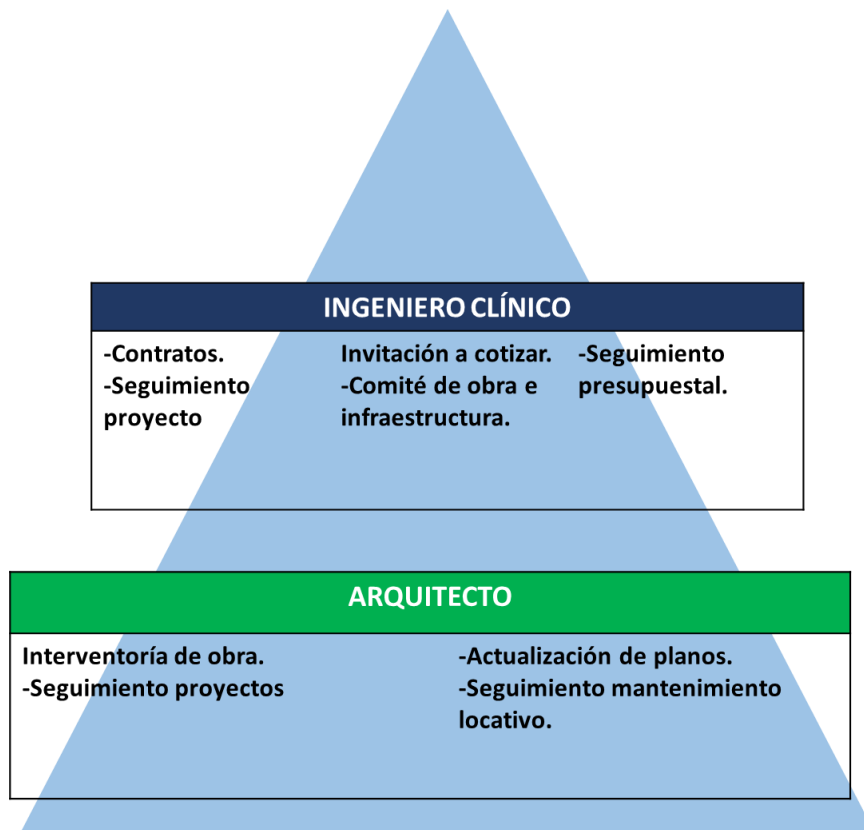 INGENIERO CLÍNICO
-Contratos.
-Seguimiento
proyecto
Invitación a cotizar.
-Comité de obra e
infraestructura.
-Seguimiento
presupuestal.
ARQUITECTO
Interventoría de obra.
-Seguimiento proyectos
-Actualización de planos.
-Seguimiento mantenimiento
locativo.